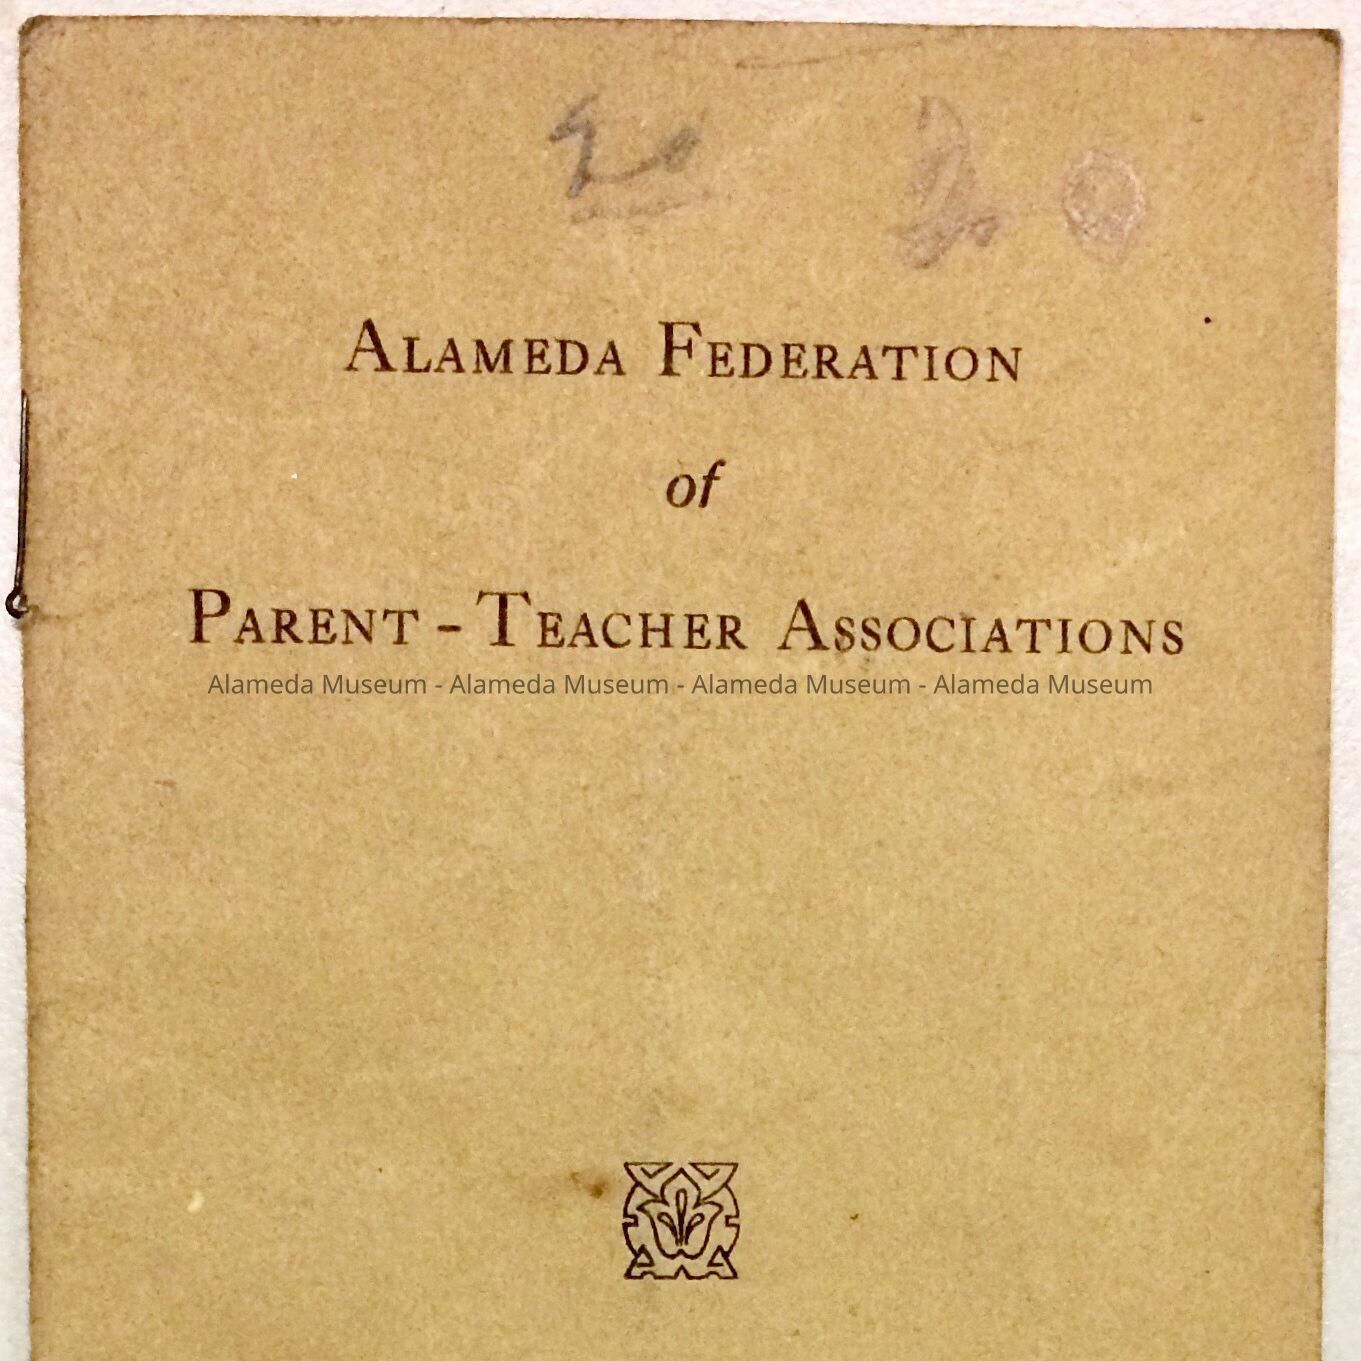 Alameda Federation
of
Parent-Teacher Associations
Alameda Museum - Alameda Museum - Alameda Museum - Alameda Museum